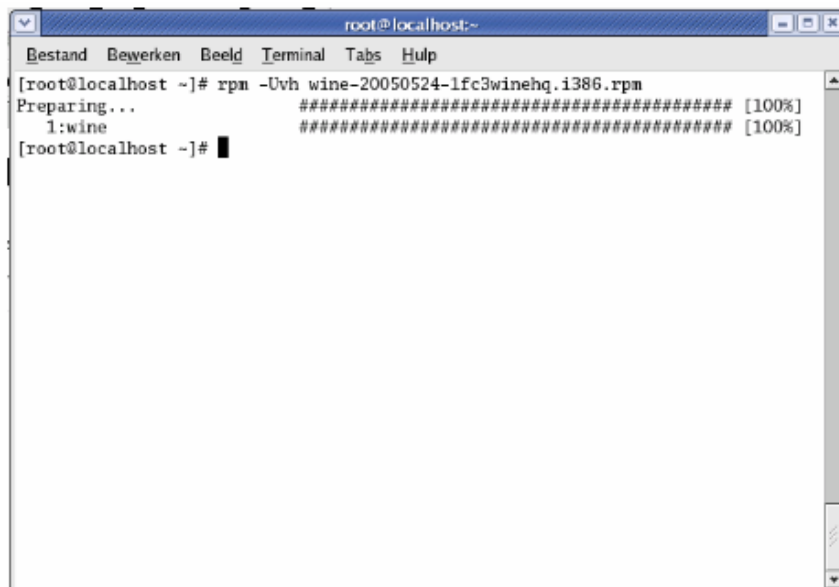 root@localhost:~
Bestand Bewerken Beeld Terminal Tabs Hulp
[root@localhost ~]# rpm -Uvh wine-20050524-1fc3winehq.i386.rpm
Preparing... ########################################### [100%]
1:wine ########################################### [100%]
[root@localhost ~]#